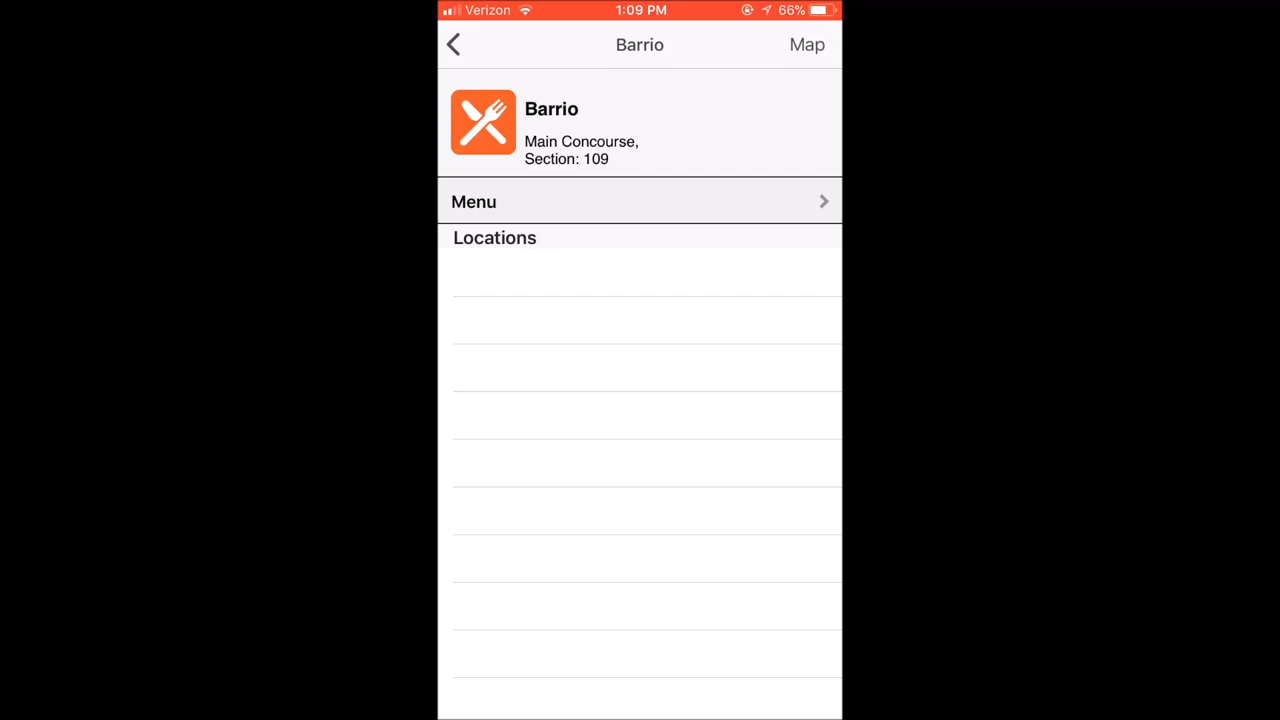 Verizon 1:09 PM 66%
Barrio Map
Barrio
Main Concourse,
Section: 109
Menu
Locations